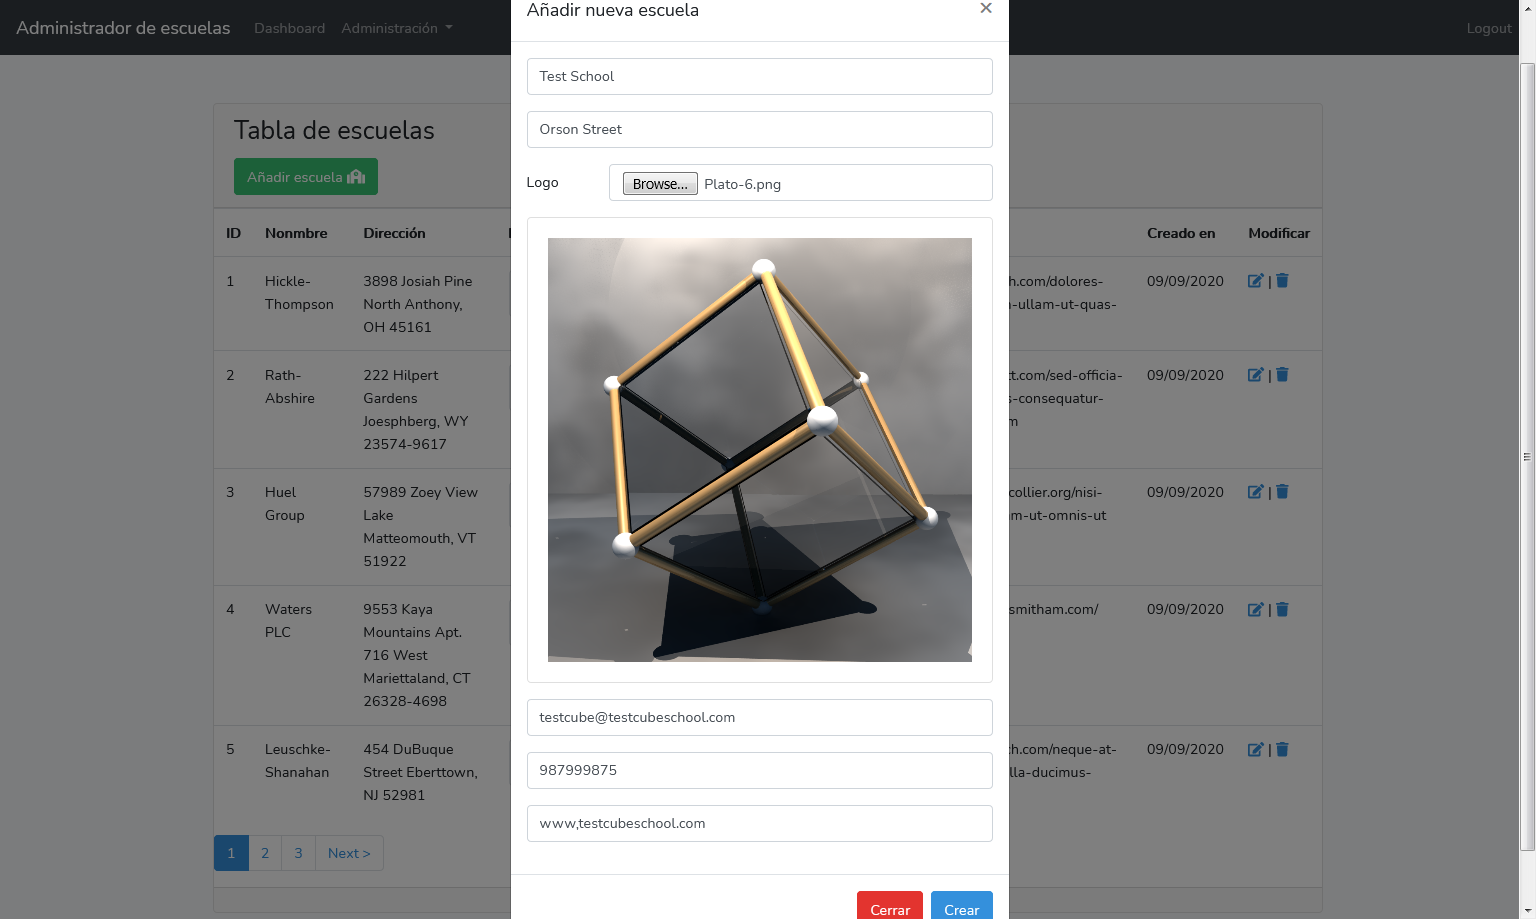 Administrador de escuelas Dashboard Administración Logout
Añadir nueva escuela ×
Test School
Orson Street
Logo Browse... Plato-6.png
testcube@testcubeschool.com
987999875
www,testcubeschool.com
Cerrar Crear
Tabla de escuelas
Añadir escuela
ID Nonmbre Dirección Creado en Modificar
1 Hickle- 3898 Josiah Pine h.com/dolores- 09/09/2020 |
Thompson North Anthony, -ullam-ut-quas-
OH 45161
2 Rath- 222 Hilpert tt.com/sed-officia- 09/09/2020 |
Abshire Gardens s-consequatur-
Joesphberg, WY m
23574-9617
3 Huel 57989 Zoey View collier.org/nisi- 09/09/2020 |
Group Lake m-ut-omnis-ut
Matteomouth, VT
51922
4 Waters 9553 Kaya smitham.com/ 09/09/2020 |
PLC Mountains Apt.
716 West
Mariettaland, CT
26328-4698
5 Leuschke- 454 DuBuque h.com/neque-at- 09/09/2020 |
Shanahan Street Eberttown, lla-ducimus-
NJ 52981
1 2 3 Next >